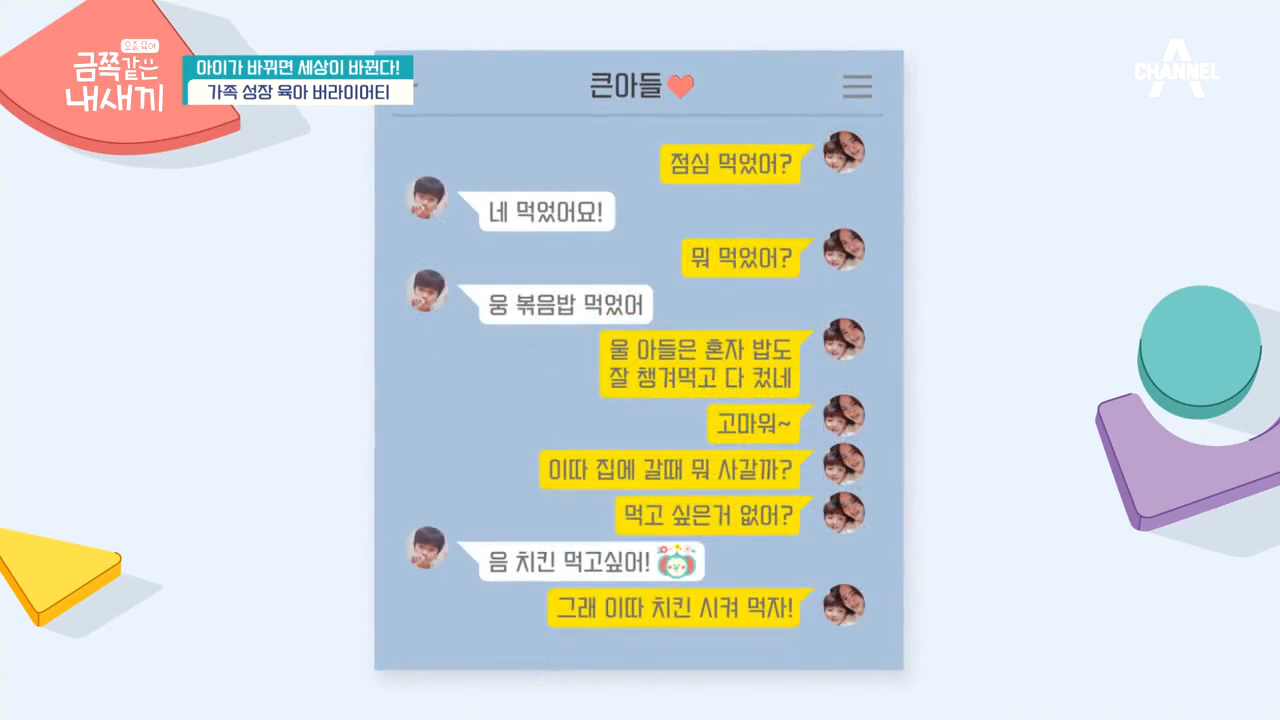 요즘 육아
금쪽같은
내새끼
아이가 바뀌면 세상이 바뀐다!
가족 성장 육아 버라이어티
CHANNEL A
큰아들
점심 먹었어?
네 먹었어요!
뭐 먹었어?
웅 볶음밥 먹었어
울 아들은 혼자 밥도
잘 챙겨먹고 다 컸네
고마워~
이따 집에 갈때 뭐 사갈까?
먹고 싶은거 없어?
음 치킨 먹고싶어!
그래 이따 치킨 시켜 먹자!